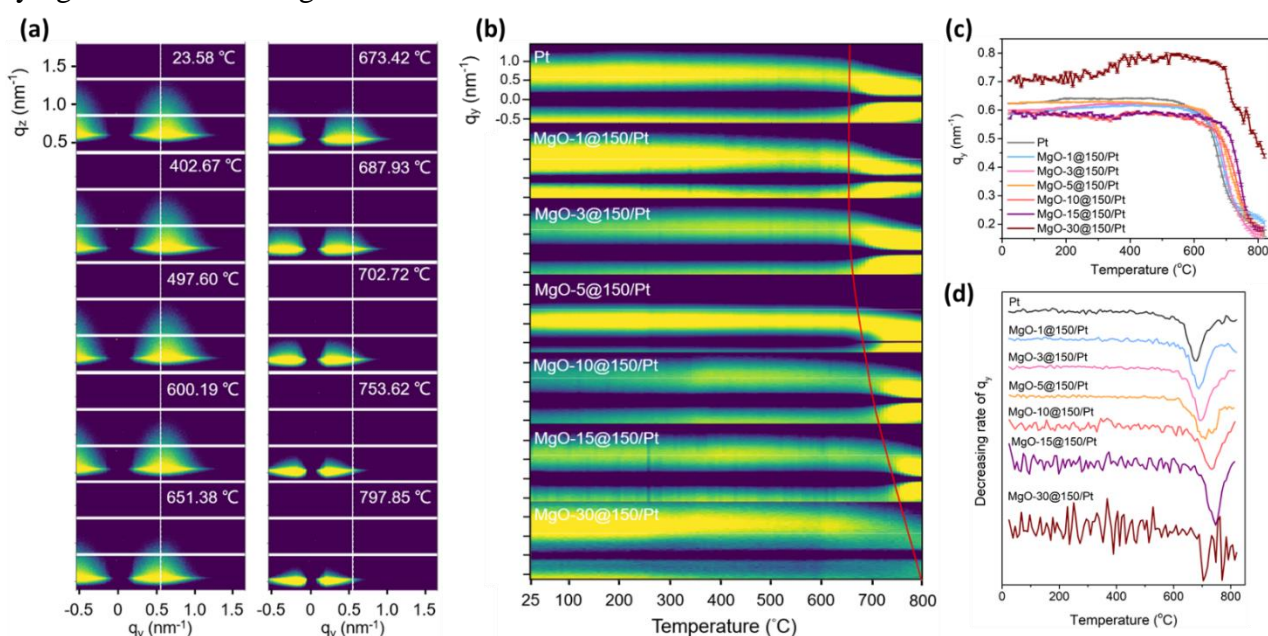 (a)
q_z (nm⁻¹)
1.5
1.0
0.5
23.58 ℃
673.42 ℃
402.67 ℃
687.93 ℃
497.60 ℃
702.72 ℃
600.19 ℃
753.62 ℃
651.38 ℃
797.85 ℃
-0.5 0 0.5 1.0 1.5
-0.5 0 0.5 1.0 1.5
q_y (nm⁻¹)
q_y (nm⁻¹)
(b)
q_y (nm⁻¹)
1.0
0.5
0.0
-0.5
Pt
MgO-1@150/Pt
MgO-3@150/Pt
MgO-5@150/Pt
MgO-10@150/Pt
MgO-15@150/Pt
MgO-30@150/Pt
25 100 200 300 400 500 600 700 800
Temperature (°C)
(c)
q_y (nm⁻¹)
0.8
0.7
0.6
0.5
0.4
0.3
0.2
Pt
MgO-1@150/Pt
MgO-3@150/Pt
MgO-5@150/Pt
MgO-10@150/Pt
MgO-15@150/Pt
MgO-30@150/Pt
0 200 400 600 800
Temperature (°C)
(d)
Decreasing rate of q_y
Pt
MgO-1@150/Pt
MgO-3@150/Pt
MgO-5@150/Pt
MgO-10@150/Pt
MgO-15@150/Pt
MgO-30@150/Pt
0 200 400 600 800
Temperature (°C)